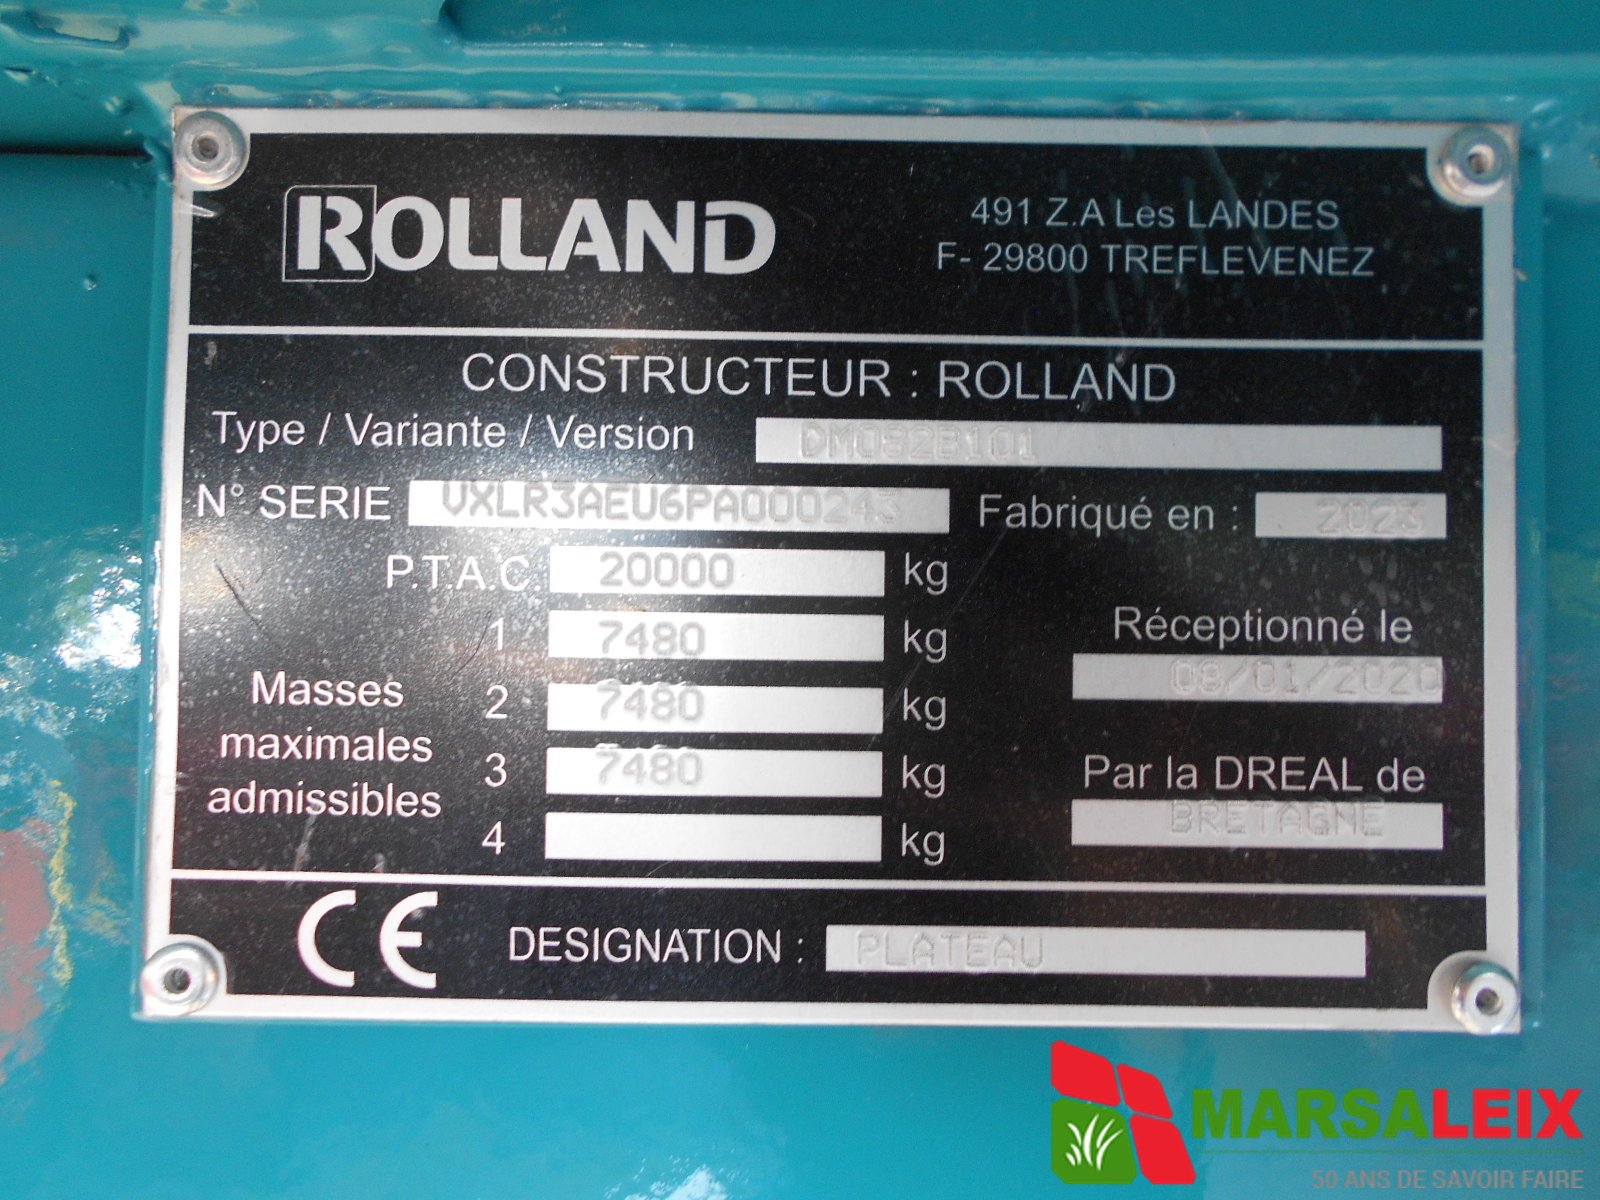 ROLLAND
491 Z.A Les LANDES
F- 29800 TREFLEVENEZ
CONSTRUCTEUR : ROLLAND
Type / Variante / Version DM082B101
N° SERIE VXLR3AEU6PA000243 Fabriqué en : 2023
P.T.A.C 20000 kg
Masses maximales admissibles
1 7480 kg
2 7480 kg
3 7480 kg
4 kg
Réceptionné le
08/01/2020
Par la DREAL de
BRETAGNE
CE DESIGNATION : PLATEAU
MARSALEIX
50 ANS DE SAVOIR FAIRE